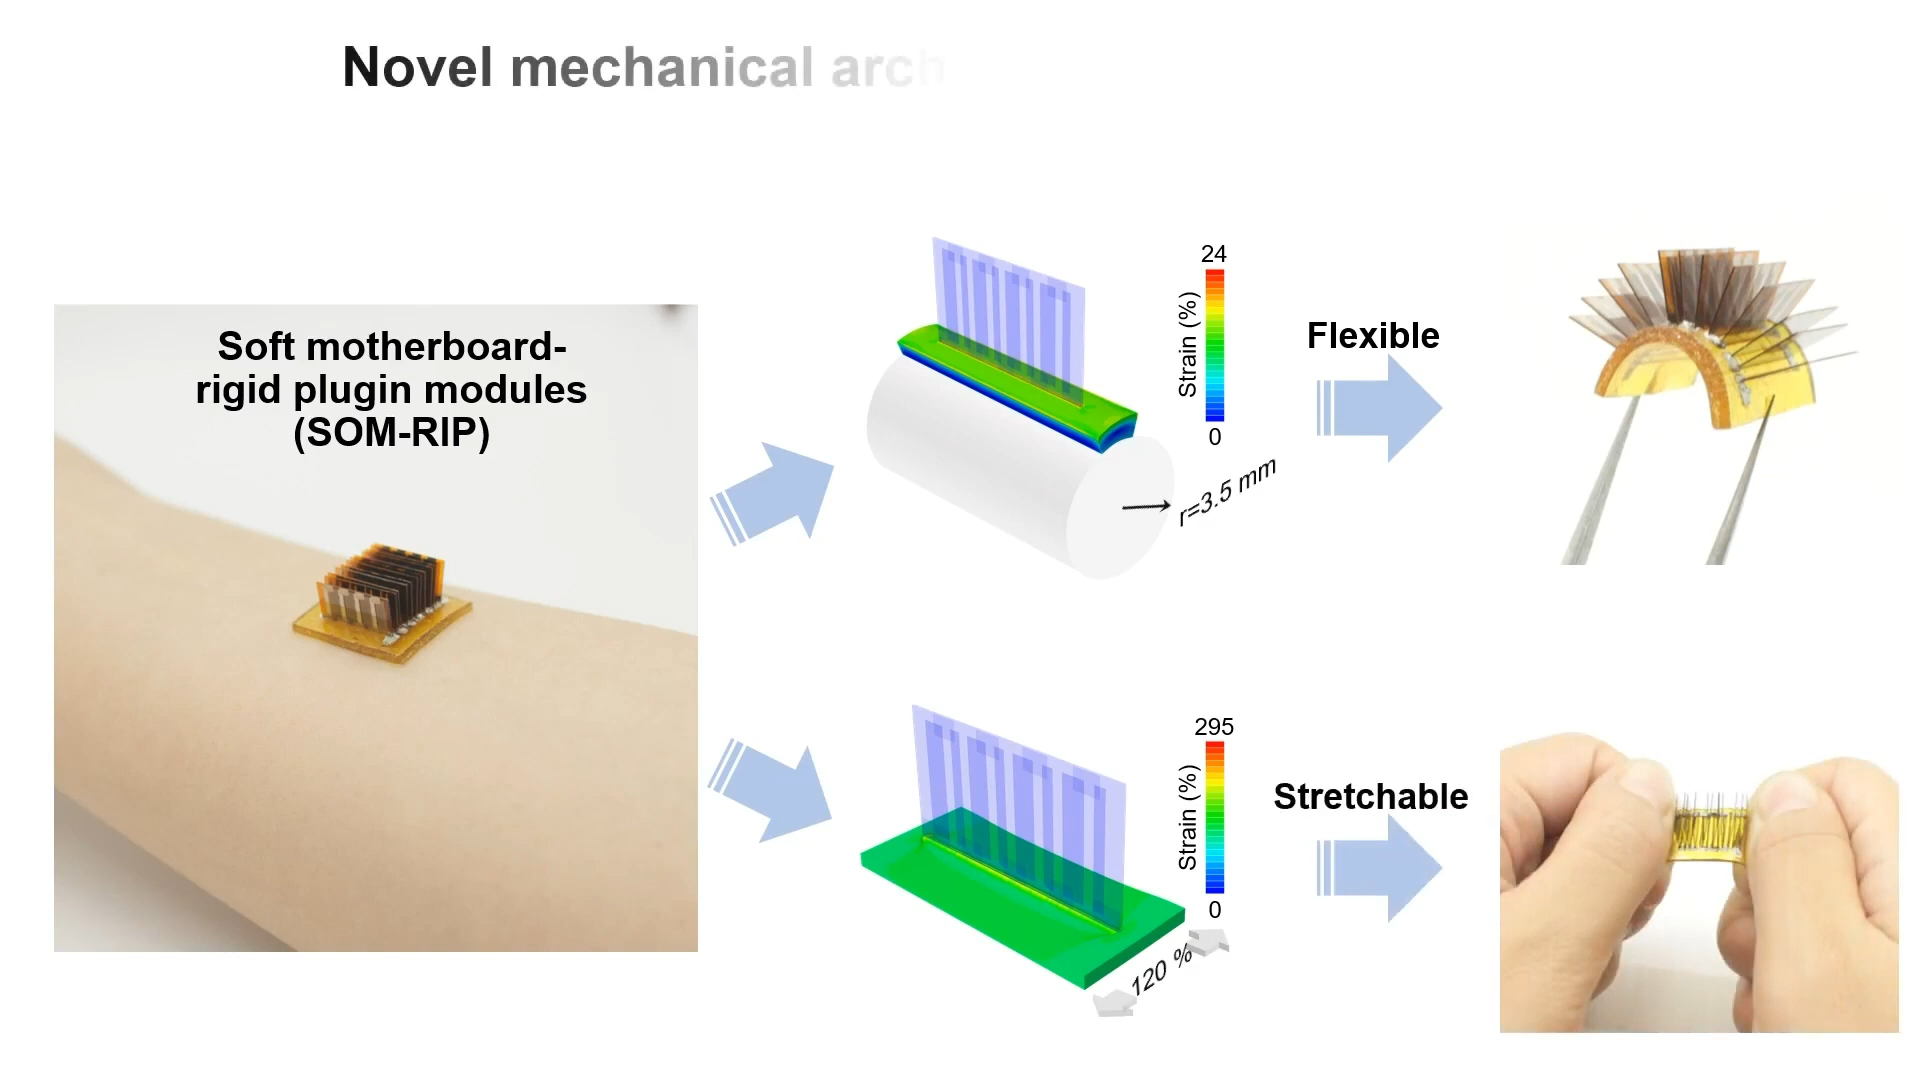 Novel mechanical arch
Soft motherboard-
rigid plugin modules
(SOM-RIP)
24
Strain (%)
0
r=3.5 mm
Flexible
295
Strain (%)
0
120 %
Stretchable